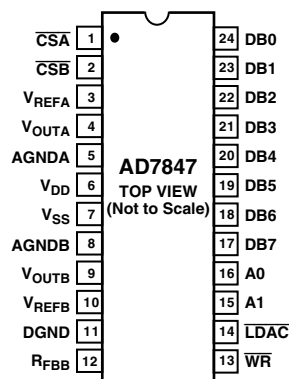 CSA 1 24 DB0
CSB 2 23 DB1
VREFA 3 22 DB2
VOUTA 4 21 DB3
AGNDA 5 20 DB4
AD7847
VDD 6 19 DB5
TOP VIEW
VSS 7 (Not to Scale) 18 DB6
AGNDB 8 17 DB7
VOUTB 9 16 A0
VREFB 10 15 A1
DGND 11 14 LDAC
RFBB 12 13 WR